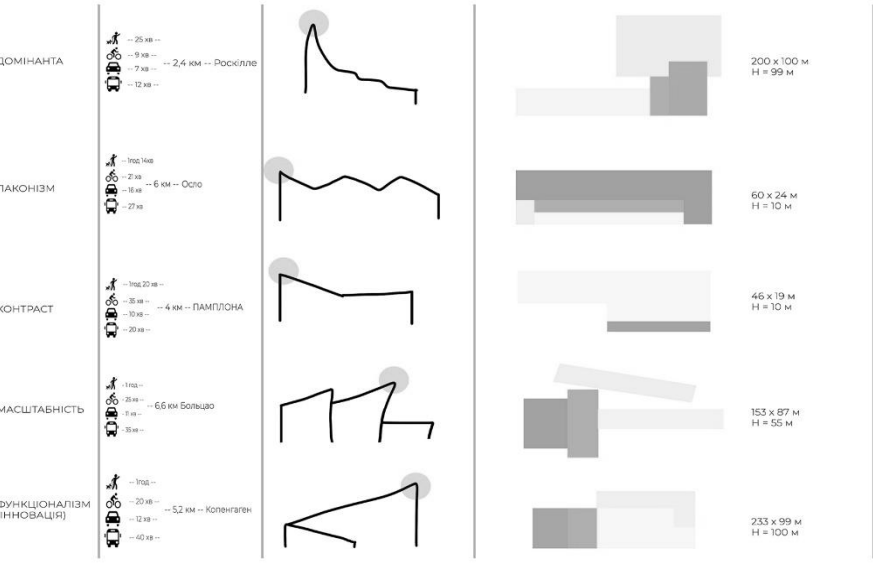 ДОМІНАНТА
-- 25 хв --
-- 9 хв --
-- 7 хв --
-- 12 хв --
-- 2,4 км -- Роскілле
200 x 100 м
H = 99 м
ЛАКОНІЗМ
-- 1год 14хв
-- 21 хв
-- 16 хв
-- 27 хв
-- 6 км -- Осло
60 x 24 м
H = 10 м
КОНТРАСТ
-- 1год 20 хв --
-- 35 хв --
-- 10 хв --
-- 20 хв --
-- 4 км -- ПАМПЛОНА
46 x 19 м
H = 10 м
МАСШТАБНІСТЬ
- 1 год --
- 25 хв --
- 11 хв --
- 35 хв --
-- 6,6 км Больцао
153 x 87 м
H = 55 м
ФУНКЦІОНАЛІЗМ
(ІННОВАЦІЯ)
-- 1год --
-- 20 хв --
-- 12 хв --
-- 40 хв --
-- 5,2 км -- Копенгаген
233 x 99 м
H = 100 м